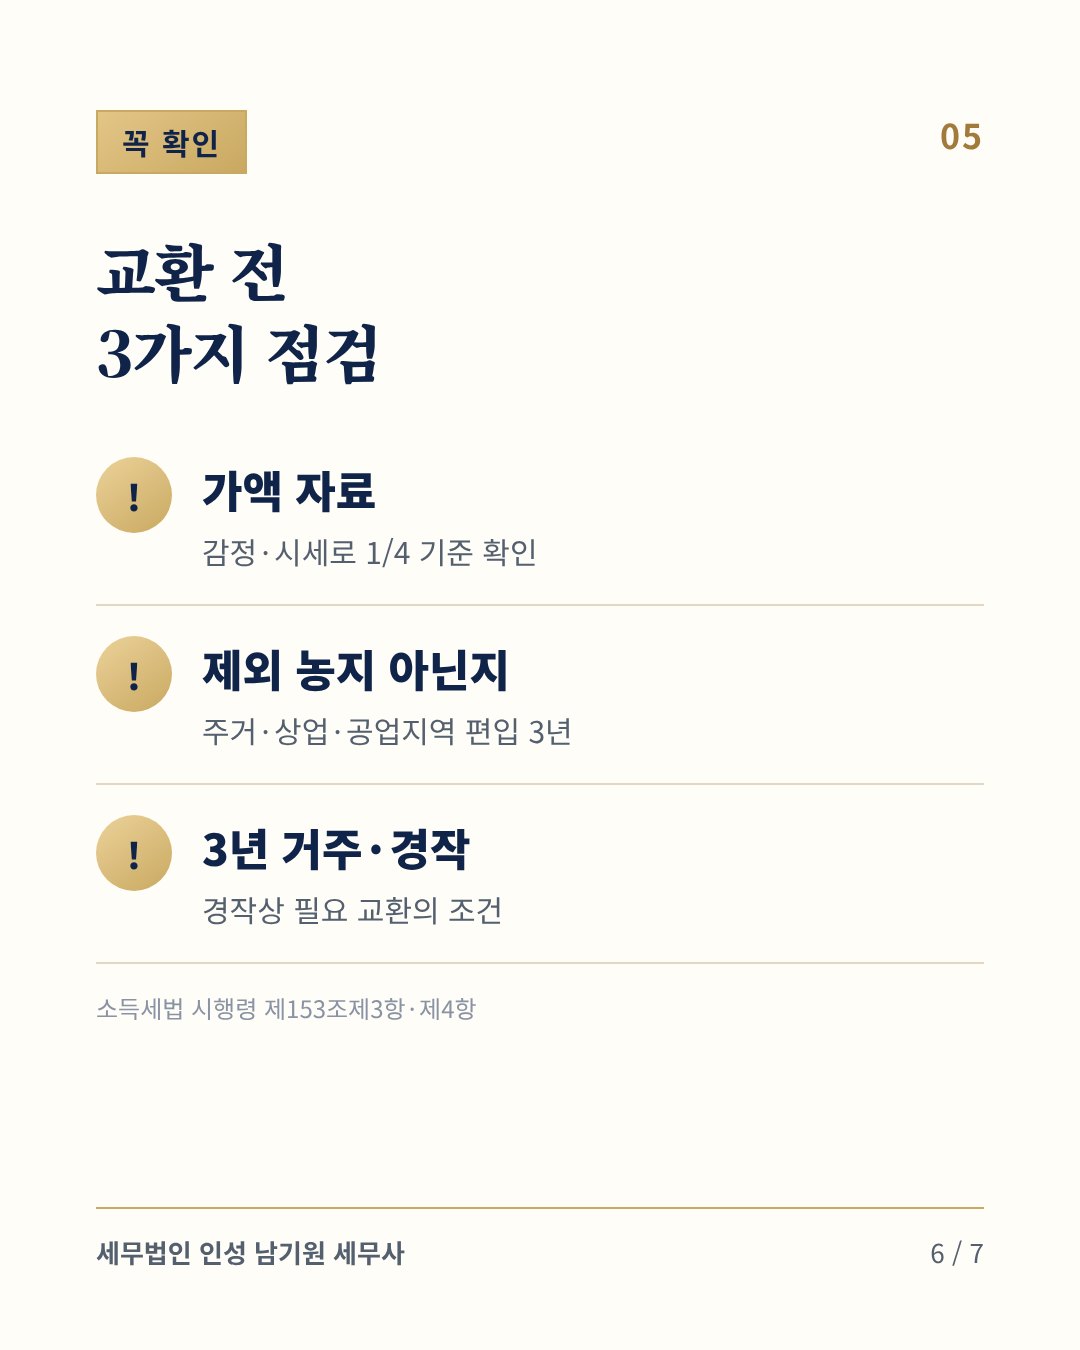 꼭 확인
05
교환 전
3가지 점검
!
가액 자료
감정·시세로 1/4 기준 확인
!
제외 농지 아닌지
주거·상업·공업지역 편입 3년
!
3년 거주·경작
경작상 필요 교환의 조건
소득세법 시행령 제153조제3항·제4항
세무법인 인성 남기원 세무사
6 / 7